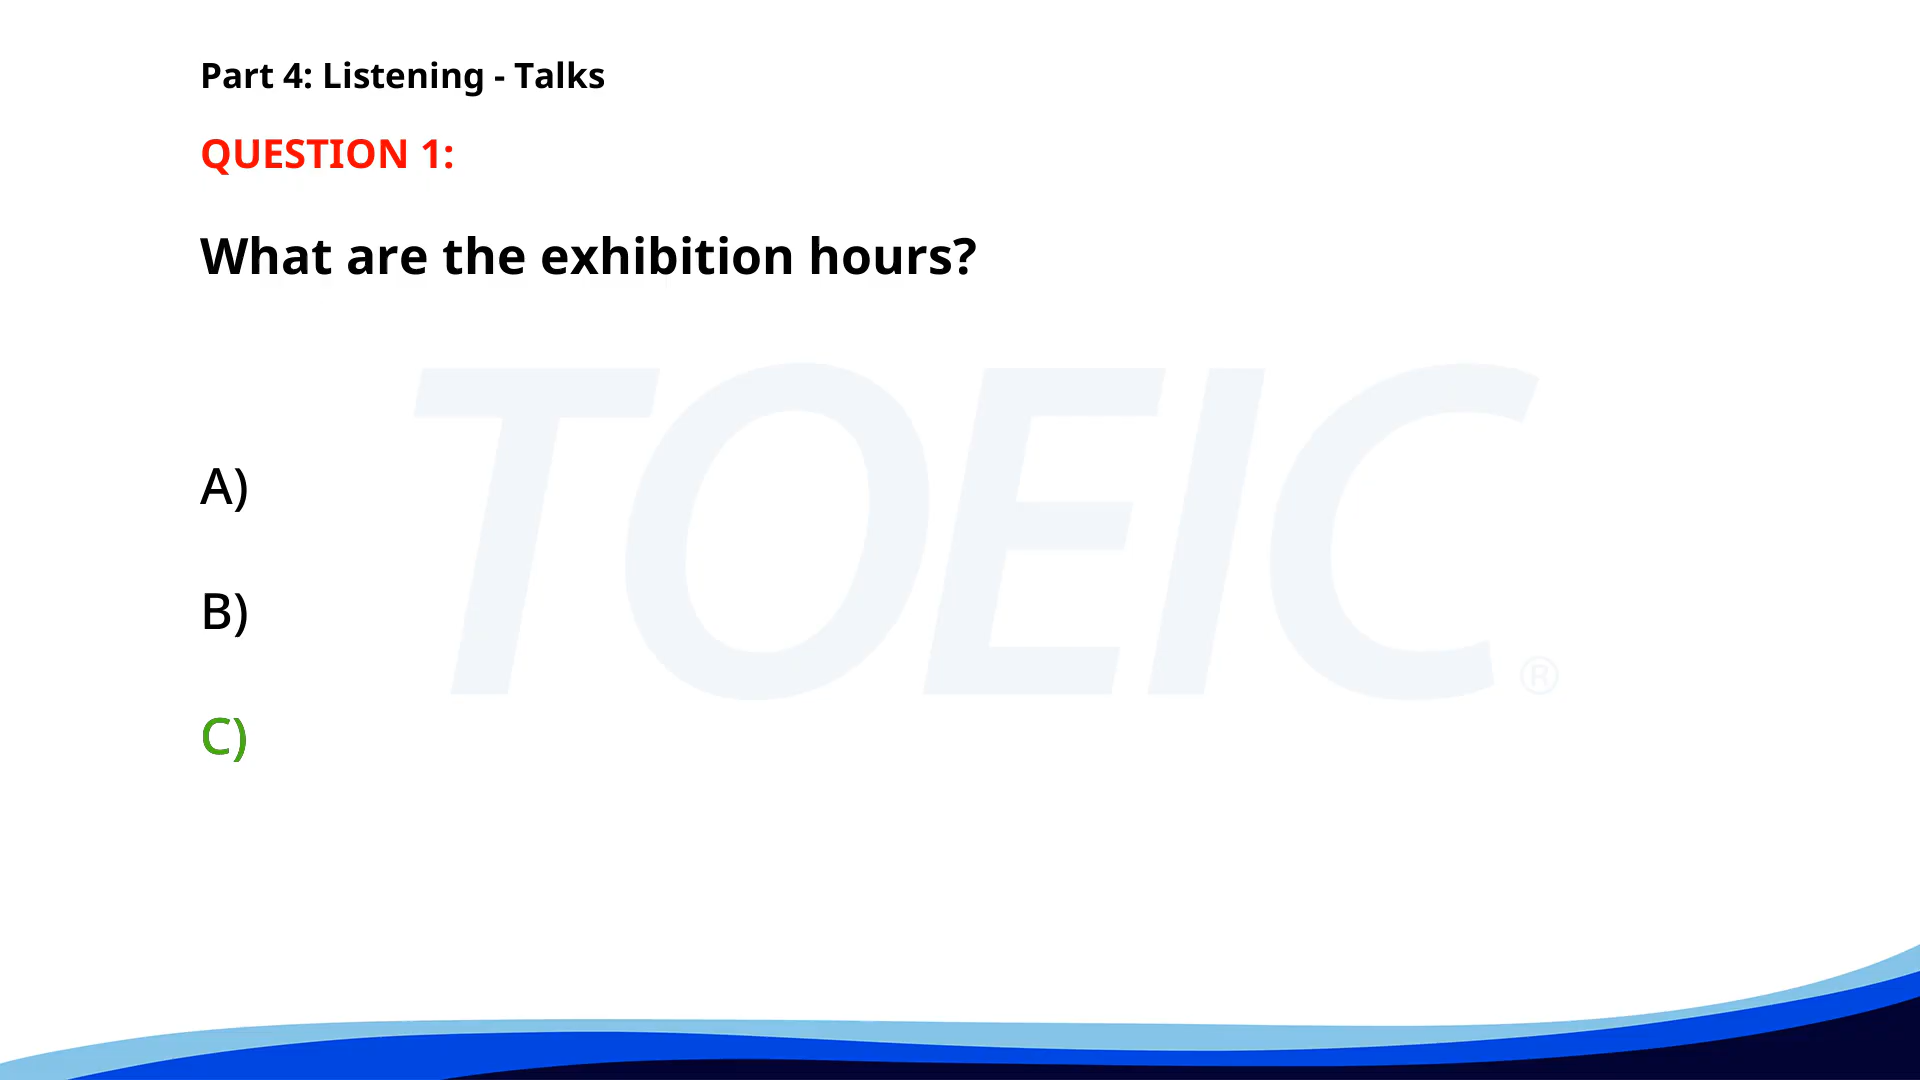 Part 4: Listening - Talks
QUESTION 1:
What are the exhibition hours?
TOEIC®
A)
B)
C)